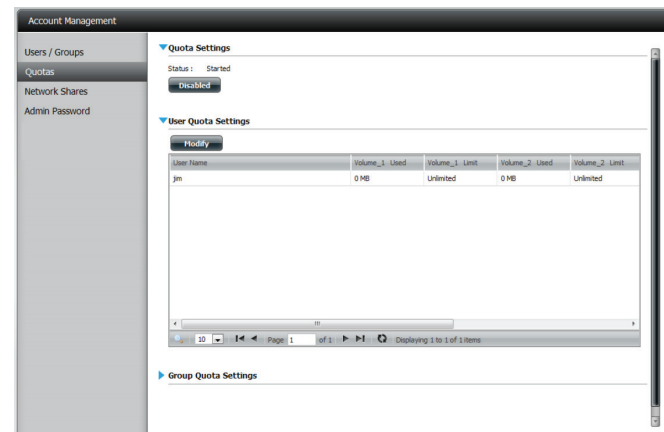 Account Management
Users / Groups
Quotas
Network Shares
Admin Password
Quota Settings
Status : Started
Disabled
User Quota Settings
Modify
User Name Volume_1 Used Volume_1 Limit Volume_2 Used Volume_2 Limit
jim 0 MB Unlimited 0 MB Unlimited
10 Page 1 of 1 Displaying 1 to 1 of 1 items
Group Quota Settings